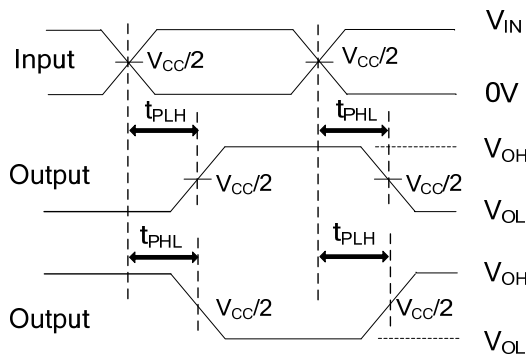 V_IN
Input V_CC/2 V_CC/2
0V
t_PLH t_PHL
V_OH
Output V_CC/2 V_CC/2
V_OL
t_PHL t_PLH
V_OH
Output V_CC/2 V_CC/2
V_OL